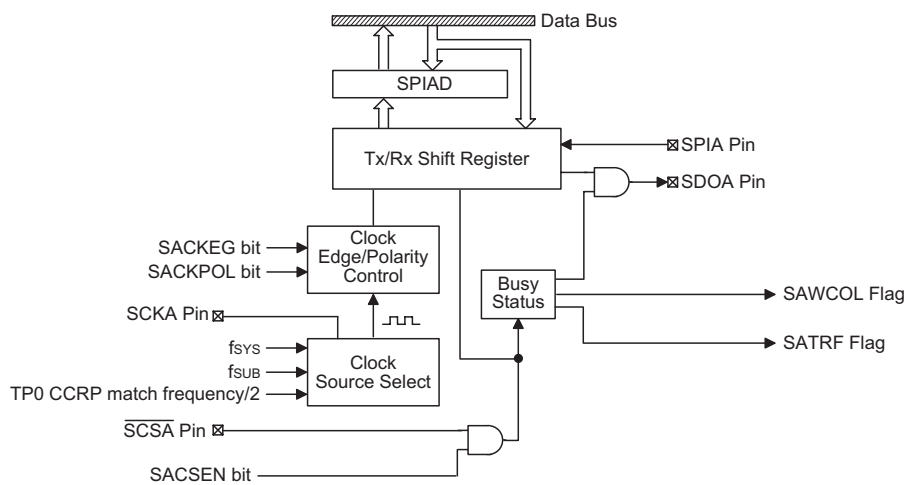 Data Bus
SPIAD
Tx/Rx Shift Register
SPIA Pin
SDOA Pin
SACKEG bit
SACKPOL bit
Clock
Edge/Polarity
Control
Busy
Status
SAWCOL Flag
SATRF Flag
SCKA Pin
fSYS
fSUB
TP0 CCRP match frequency/2
Clock
Source Select
SCSA Pin
SACSEN bit